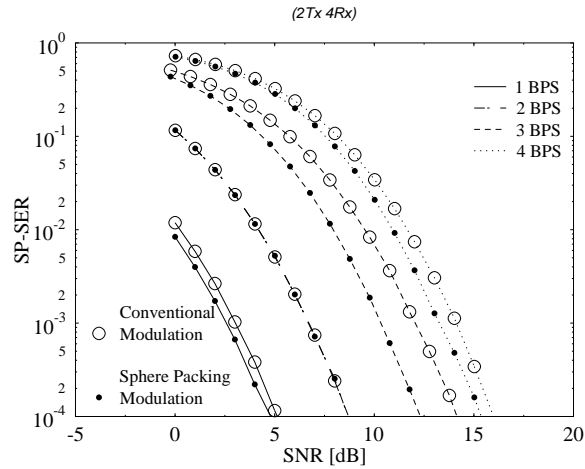 (2Tx 4Rx)
10^0
5
2
10^-1
5
2
10^-2
5
2
10^-3
5
2
10^-4
SP-SER
1 BPS
2 BPS
3 BPS
4 BPS
Conventional
Modulation
Sphere Packing
Modulation
-5 0 5 10 15 20
SNR [dB]